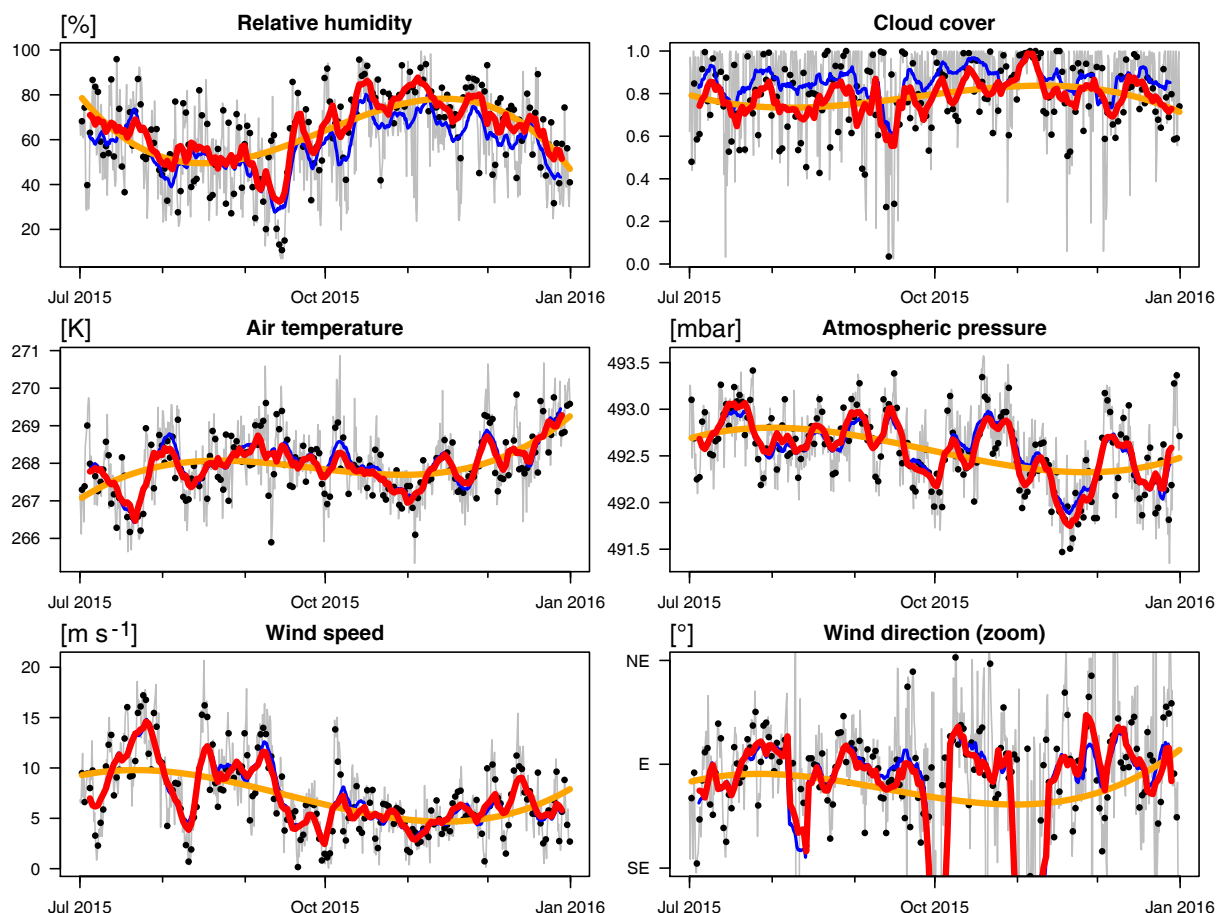 [%] Relative humidity
100
80
60
40
20
Jul 2015 Oct 2015 Jan 2016
Cloud cover
1.0
0.8
0.6
0.4
0.2
0.0
Jul 2015 Oct 2015 Jan 2016
[K] Air temperature
271
270
269
268
267
266
Jul 2015 Oct 2015 Jan 2016
[mbar] Atmospheric pressure
493.5
493.0
492.5
492.0
491.5
Jul 2015 Oct 2015 Jan 2016
[m s⁻¹] Wind speed
20
15
10
5
0
Jul 2015 Oct 2015 Jan 2016
[°] Wind direction (zoom)
NE
E
SE
Jul 2015 Oct 2015 Jan 2016